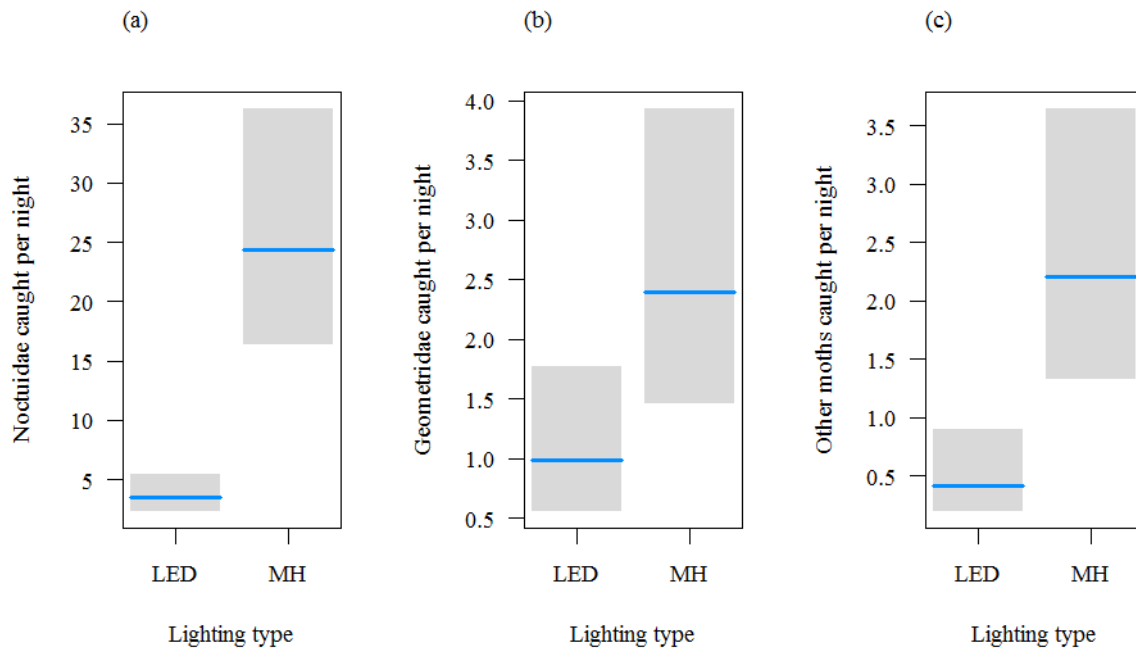 (a)
Noctuidae caught per night
35
30
25
20
15
10
5
LED MH
Lighting type
(b)
Geometridae caught per night
4.0
3.5
3.0
2.5
2.0
1.5
1.0
0.5
LED MH
Lighting type
(c)
Other moths caught per night
3.5
3.0
2.5
2.0
1.5
1.0
0.5
LED MH
Lighting type